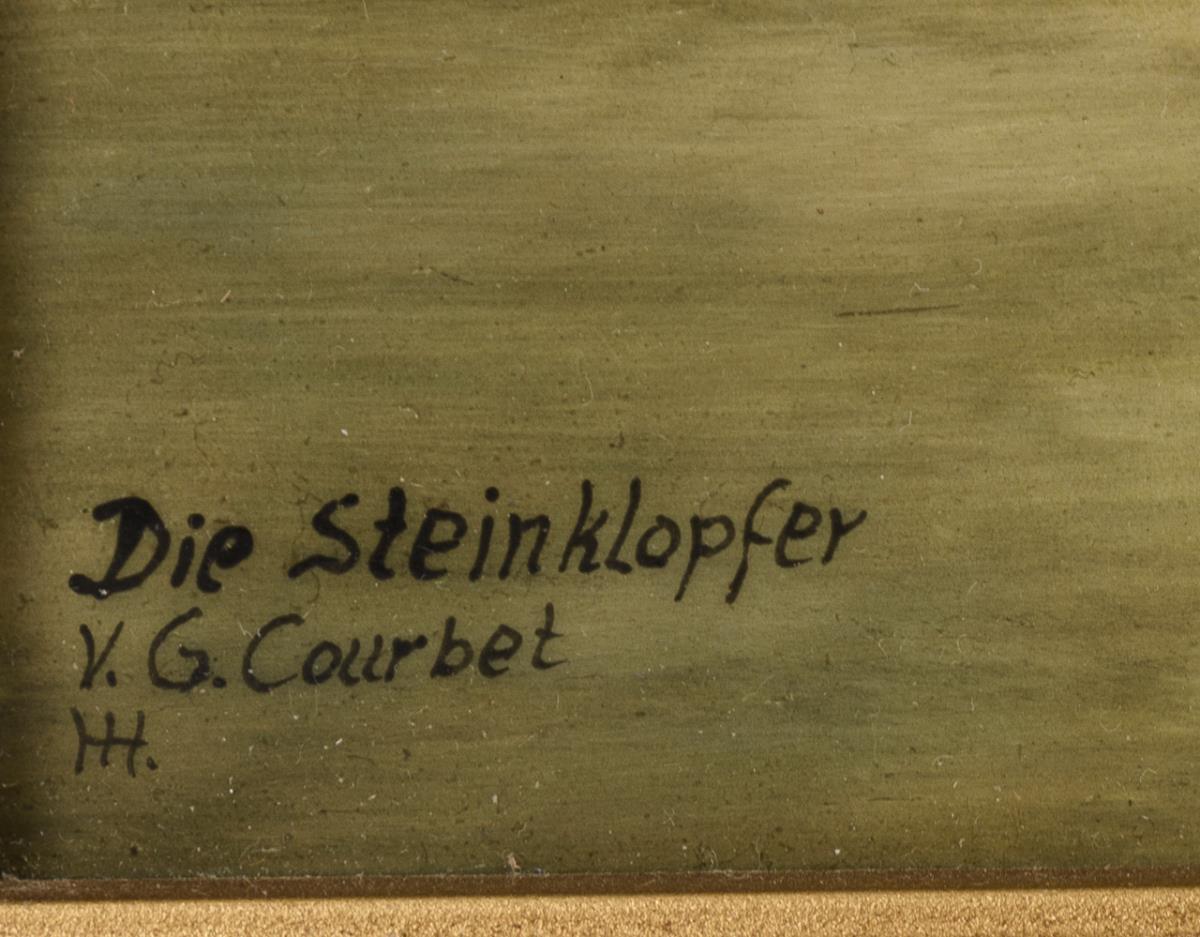 Die Steinklopfer
V. G. Courbet
HH.